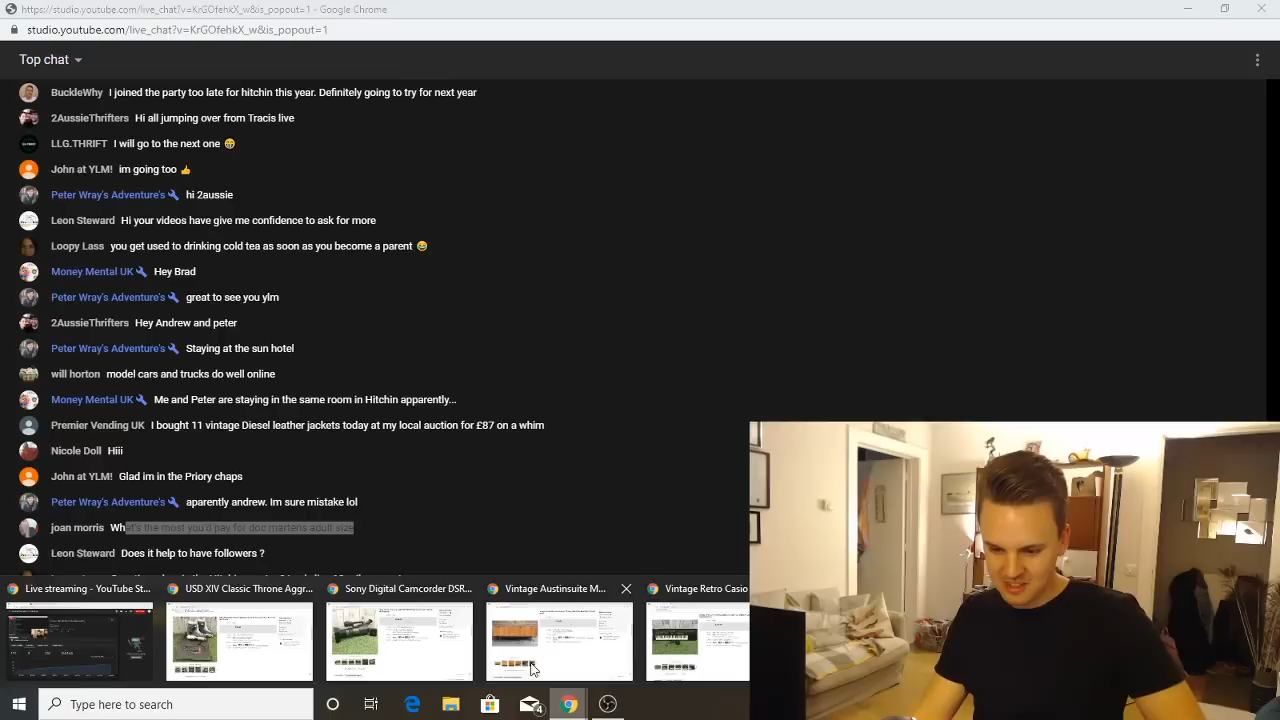 https://studio.youtube.com/live_chat?v=KrGOfehkX_w&is_popout=1 - Google Chrome
studio.youtube.com/live_chat?v=KrGOfehkX_w&is_popout=1
Top chat
BuckleWhy I joined the party too late for hitchin this year. Definitely going to try for next year
2AussieThrifters Hi all jumping over from Tracis live
LLG.THRIFT I will go to the next one 😁
John at YLM! im going too 👍
Peter Wray's Adventure's hi 2aussie
Leon Steward Hi your videos have give me confidence to ask for more
Loopy Lass you get used to drinking cold tea as soon as you become a parent 😅
Money Mental UK Hey Brad
Peter Wray's Adventure's great to see you ylm
2AussieThrifters Hey Andrew and peter
Peter Wray's Adventure's Staying at the sun hotel
will horton model cars and trucks do well online
Money Mental UK Me and Peter are staying in the same room in Hitchin apparently...
Premier Vending UK I bought 11 vintage Diesel leather jackets today at my local auction for £87 on a whim
Nicole Doll Hiii
John at YLM! Glad im in the Priory chaps
Peter Wray's Adventure's aparently andrew. Im sure mistake lol
joan morris What's the most you'd pay for doc martens adult size
Leon Steward Does it help to have followers ?
Live streaming - YouTube St...
USD XIV Classic Throne Aggr...
Sony Digital Camcorder D...
Vintage Austinsuite M...
Vintage Retro Casio
Type here to search
4